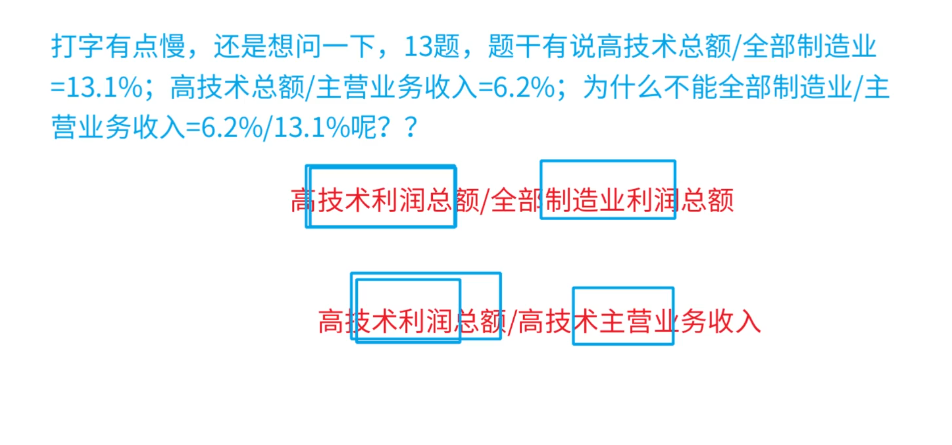 打字有点慢，还是想问一下，13题，题干有说高技术总额/全部制造业
=13.1%；高技术总额/主营业务收入=6.2%；为什么不能全部制造业/主
营业务收入=6.2%/13.1%呢？？
高技术利润总额/全部制造业利润总额
高技术利润总额/高技术主营业务收入